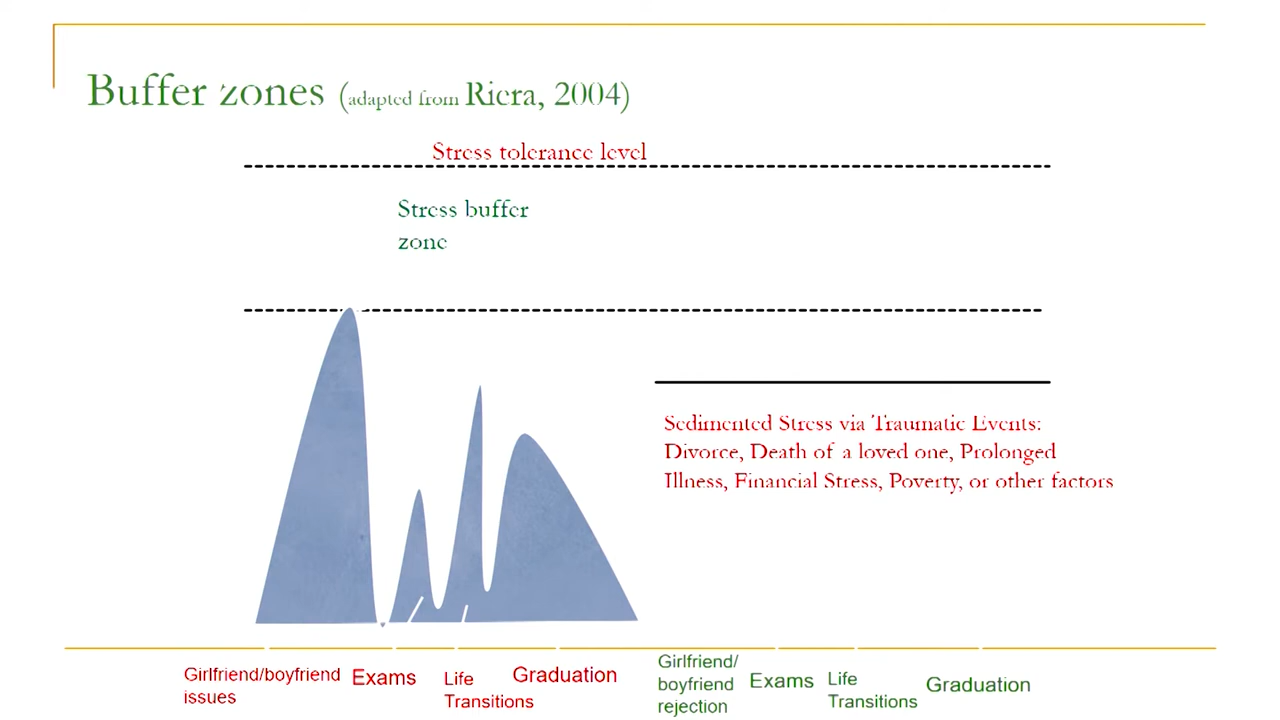 Buffer zones (adapted from Riera, 2004)
Stress tolerance level
Stress buffer
zone
Sedimented Stress via Traumatic Events:
Divorce, Death of a loved one, Prolonged
Illness, Financial Stress, Poverty, or other factors
Girlfriend/boyfriend
issues
Exams
Life
Transitions
Graduation
Girlfriend/
boyfriend
rejection
Exams
Life
Transitions
Graduation